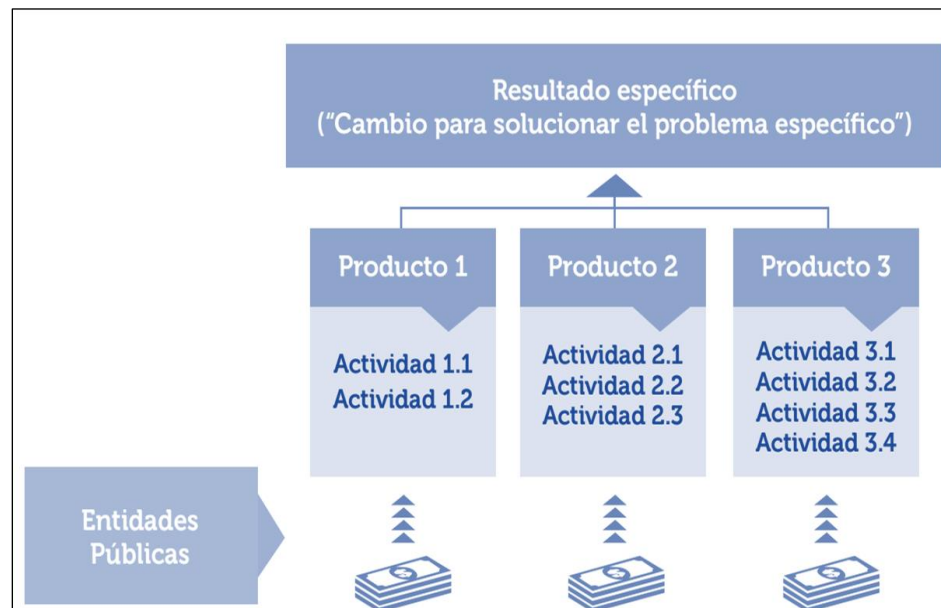 Resultado específico
(“Cambio para solucionar el problema específico”)
Producto 1
Actividad 1.1
Actividad 1.2
Producto 2
Actividad 2.1
Actividad 2.2
Actividad 2.3
Producto 3
Actividad 3.1
Actividad 3.2
Actividad 3.3
Actividad 3.4
Entidades
Públicas